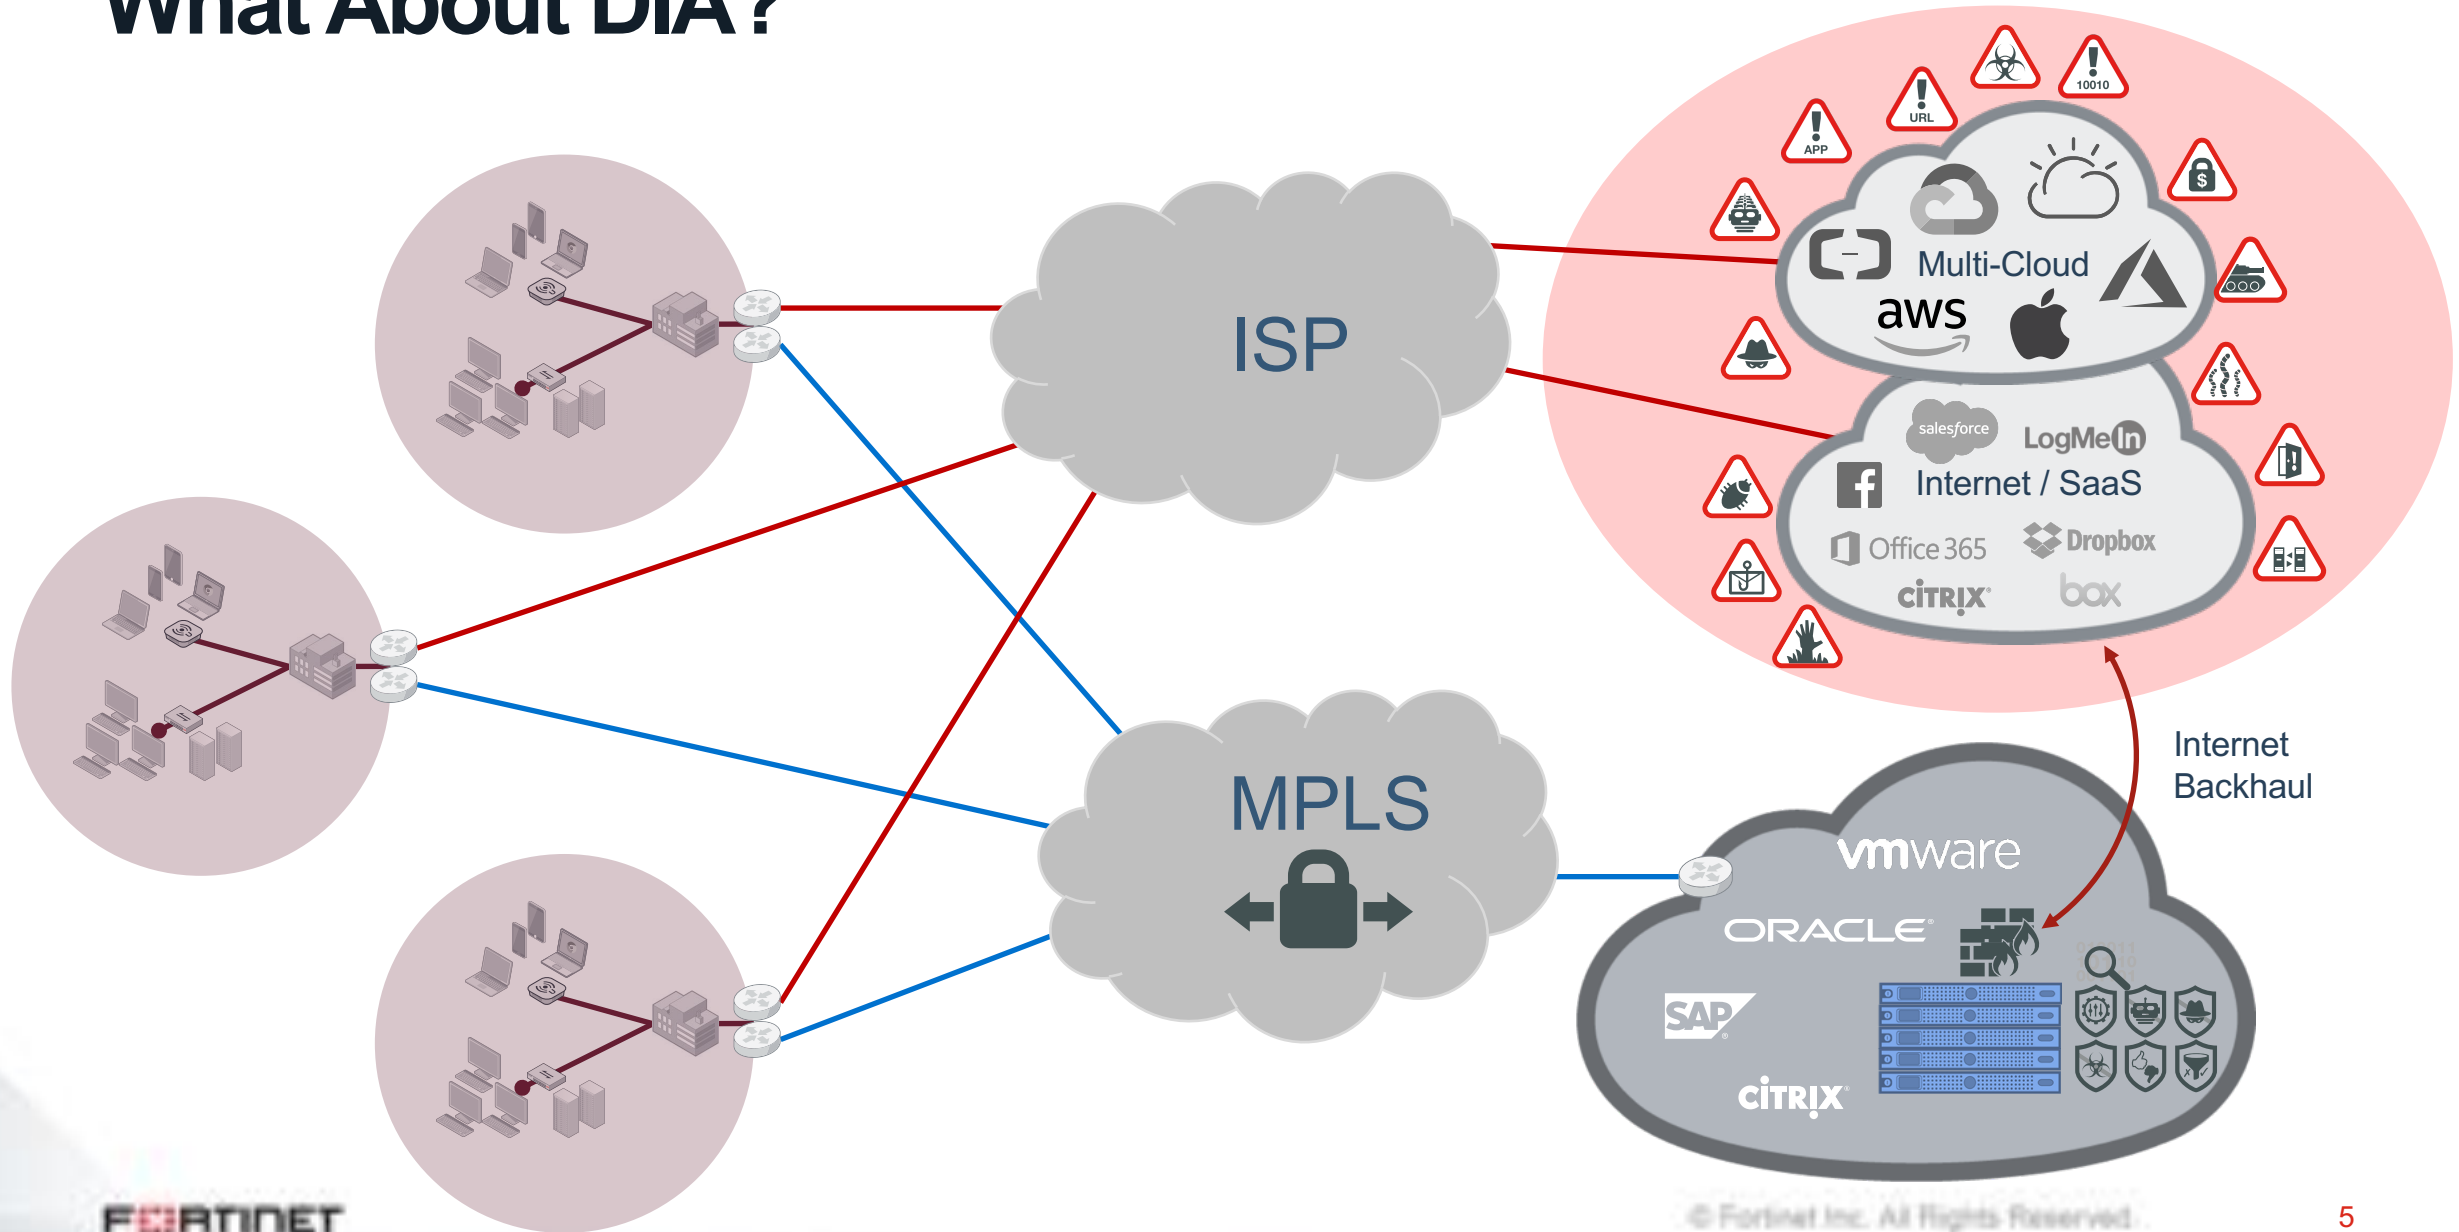 What About DIA?
10010
URL
APP
$
Multi-Cloud
aws
ISP
salesforce
LogMeIn
Internet / SaaS
Office 365
Dropbox
CITRIX
box
Internet
Backhaul
MPLS
vmware
ORACLE
SAP
CITRIX
FORTINET
© Fortinet Inc. All Rights Reserved.
5